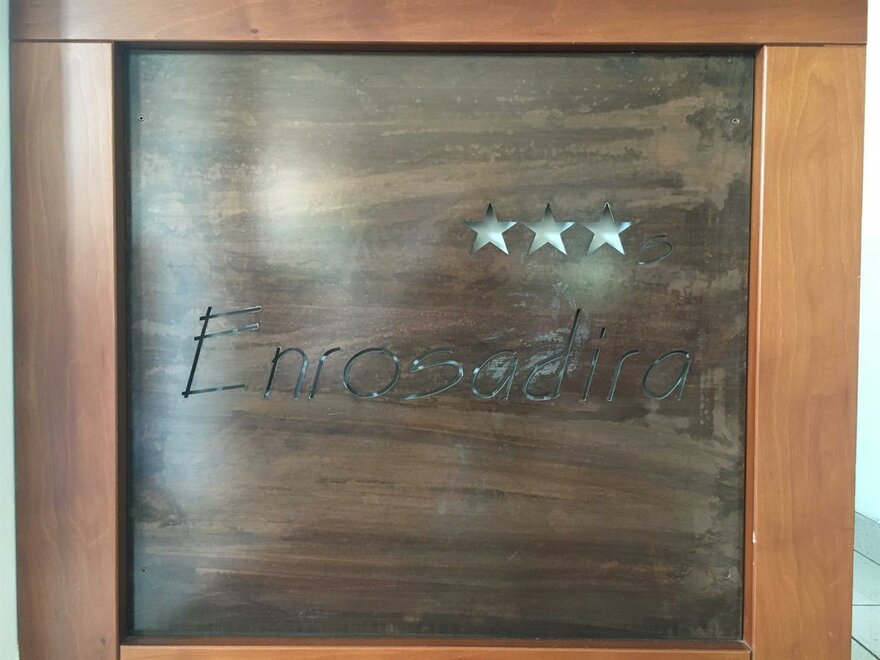 ★★★ S
Enrosadira